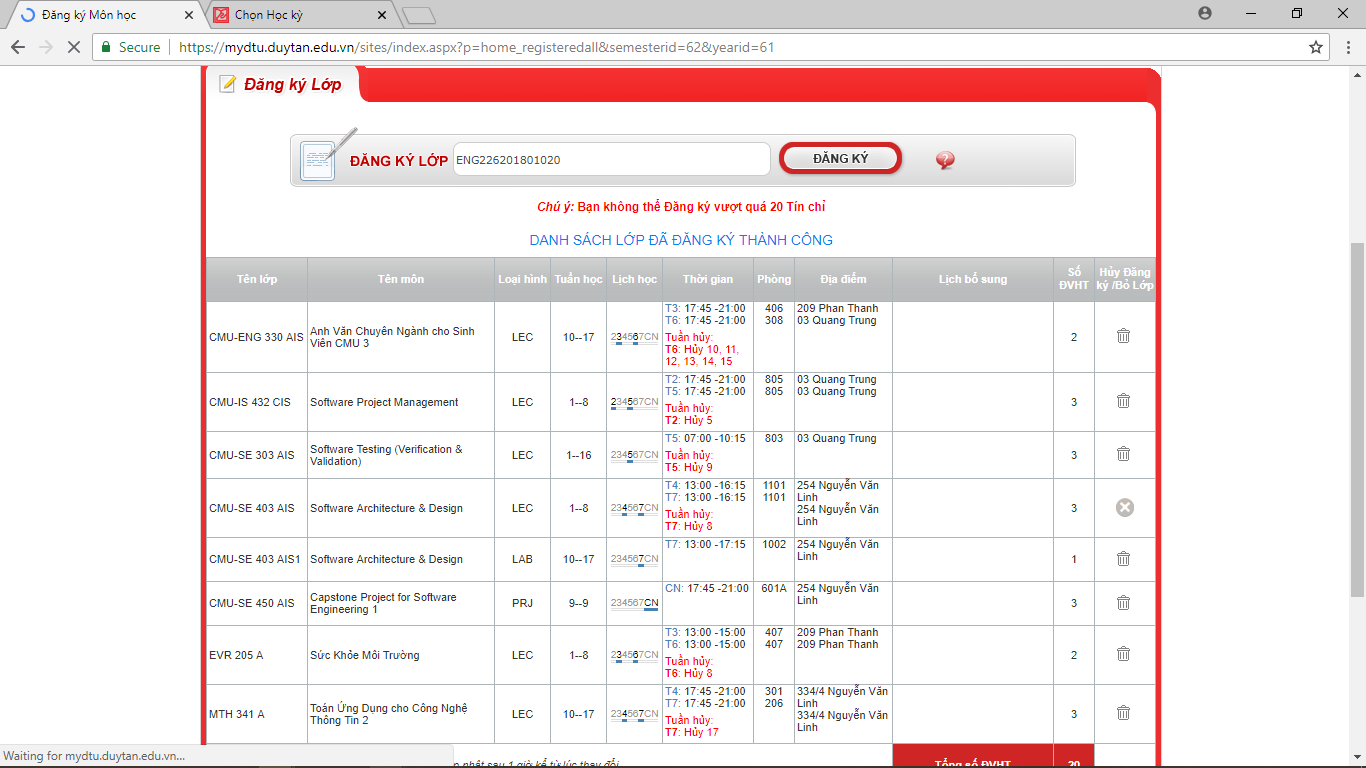 Đăng ký Môn học
Chọn Học kỳ
Secure
https://mydtu.duytan.edu.vn/sites/index.aspx?p=home_registeredall&semesterid=62&yearid=61
Đăng ký Lớp
ĐĂNG KÝ LỚP
ENG226201801020
ĐĂNG KÝ
?
Chú ý: Bạn không thể Đăng ký vượt quá 20 Tín chỉ
DANH SÁCH LỚP ĐÃ ĐĂNG KÝ THÀNH CÔNG
Tên lớp Tên môn Loại hình Tuần học Lịch học Thời gian Phòng Địa điểm Lịch bổ sung Số ĐVHT Hủy Đăng ký /Bỏ Lớp
CMU-ENG 330 AIS
Anh Văn Chuyên Ngành cho Sinh
Viên CMU 3
LEC
10--17
234567CN
T3: 17:45 -21:00
T6: 17:45 -21:00
Tuần hủy:
T6: Hủy 10, 11,
12, 13, 14, 15
406
308
209 Phan Thanh
03 Quang Trung
2
CMU-IS 432 CIS
Software Project Management
LEC
1--8
234567CN
T2: 17:45 -21:00
T5: 17:45 -21:00
Tuần hủy:
T2: Hủy 5
805
805
03 Quang Trung
03 Quang Trung
3
CMU-SE 303 AIS
Software Testing (Verification &
Validation)
LEC
1--16
234567CN
T5: 07:00 -10:15
Tuần hủy:
T5: Hủy 9
803
03 Quang Trung
3
CMU-SE 403 AIS
Software Architecture & Design
LEC
1--8
234567CN
T4: 13:00 -16:15
T7: 13:00 -16:15
Tuần hủy:
T7: Hủy 8
1101
1101
254 Nguyễn Văn
Linh
254 Nguyễn Văn
Linh
3
CMU-SE 403 AIS1
Software Architecture & Design
LAB
10--17
234567CN
T7: 13:00 -17:15
1002
254 Nguyễn Văn
Linh
1
CMU-SE 450 AIS
Capstone Project for Software
Engineering 1
PRJ
9--9
234567CN
CN: 17:45 -21:00
601A
254 Nguyễn Văn
Linh
3
EVR 205 A
Sức Khỏe Môi Trường
LEC
1--8
234567CN
T3: 13:00 -15:00
T6: 13:00 -15:00
Tuần hủy:
T6: Hủy 8
407
407
209 Phan Thanh
209 Phan Thanh
2
MTH 341 A
Toán Ứng Dụng cho Công Nghệ
Thông Tin 2
LEC
10--17
234567CN
T4: 17:45 -21:00
T7: 17:45 -21:00
Tuần hủy:
T7: Hủy 17
301
206
334/4 Nguyễn Văn
Linh
334/4 Nguyễn Văn
Linh
3
Waiting for mydtu.duytan.edu.vn...
nhất sau 1 giờ kể từ lúc thay đổi
Tổng số ĐVHT 20